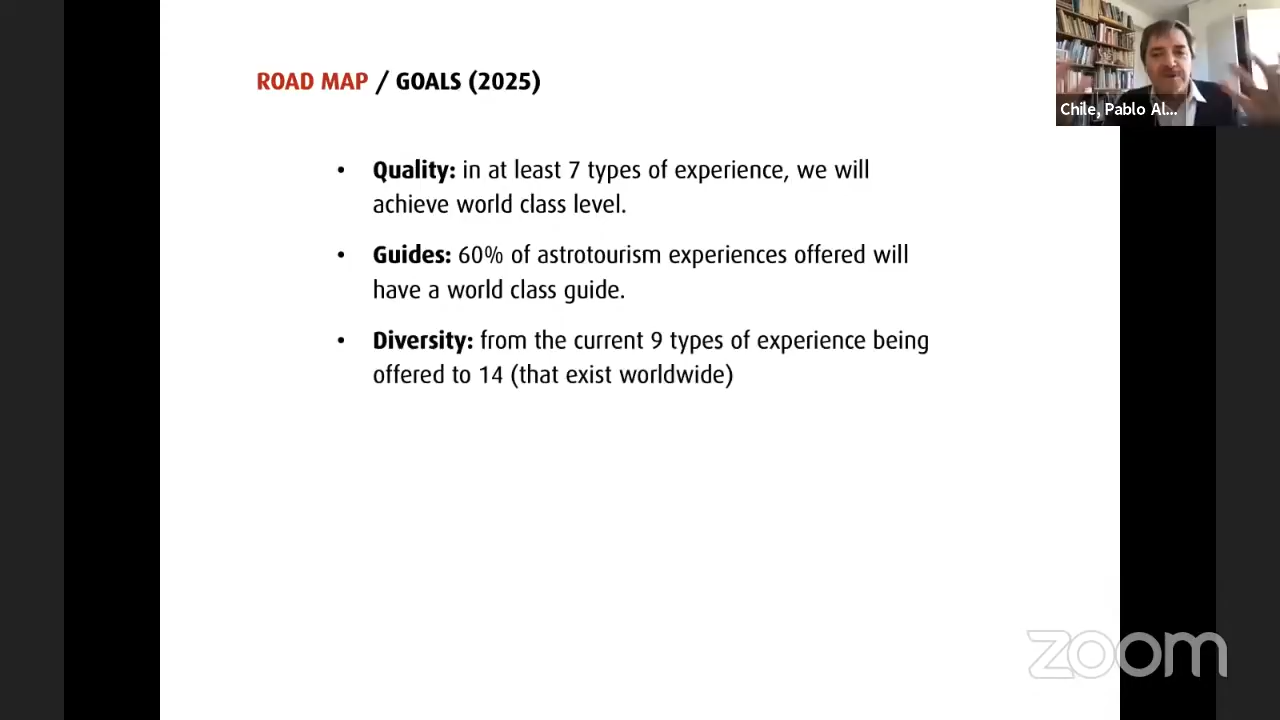 ROAD MAP / GOALS (2025)
Chile, Pablo Al...
• Quality: in at least 7 types of experience, we will
achieve world class level.
• Guides: 60% of astrotourism experiences offered will
have a world class guide.
• Diversity: from the current 9 types of experience being
offered to 14 (that exist worldwide)
zoom